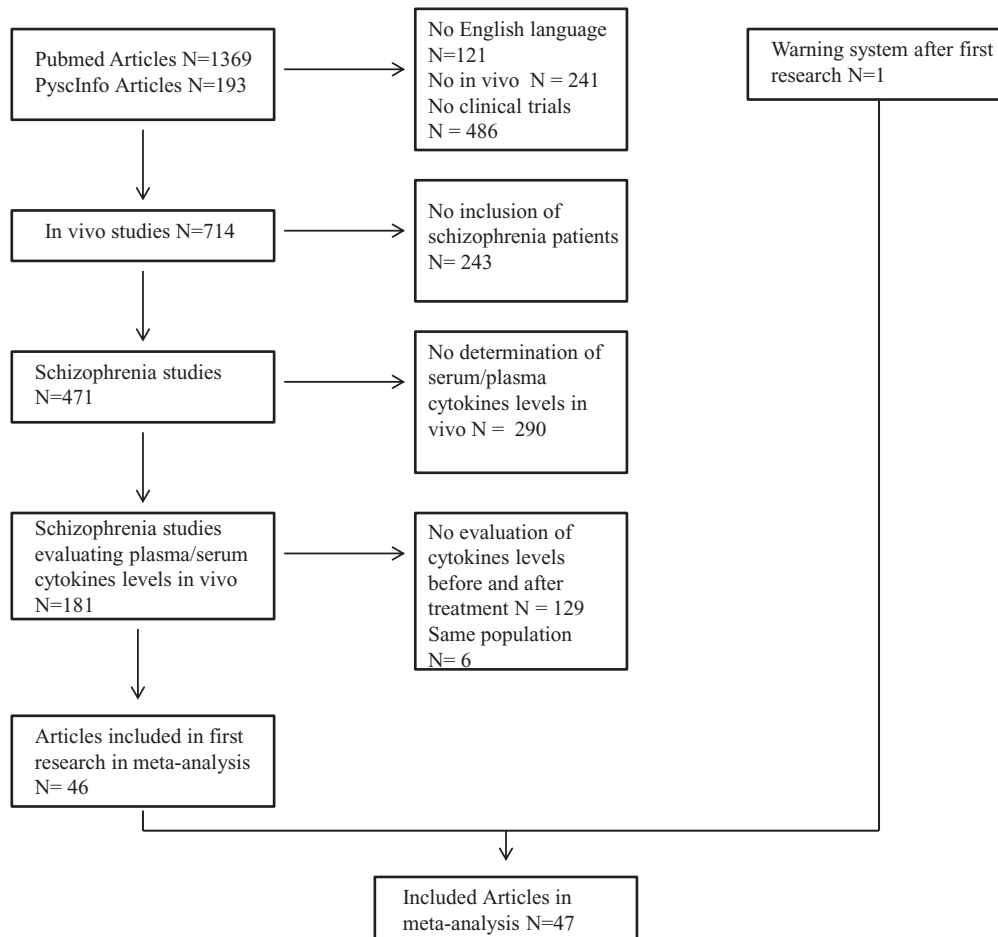 Pubmed Articles N=1369
PyscInfo Articles N=193
No English language
N=121
No in vivo N = 241
No clinical trials
N = 486
Warning system after first
research N=1
In vivo studies N=714
No inclusion of
schizophrenia patients
N= 243
Schizophrenia studies
N=471
No determination of
serum/plasma
cytokines levels in
vivo N = 290
Schizophrenia studies
evaluating plasma/serum
cytokines levels in vivo
N=181
No evaluation of
cytokines levels
before and after
treatment N = 129
Same population
N= 6
Articles included in first
research in meta-analysis
N= 46
Included Articles in
meta-analysis N=47